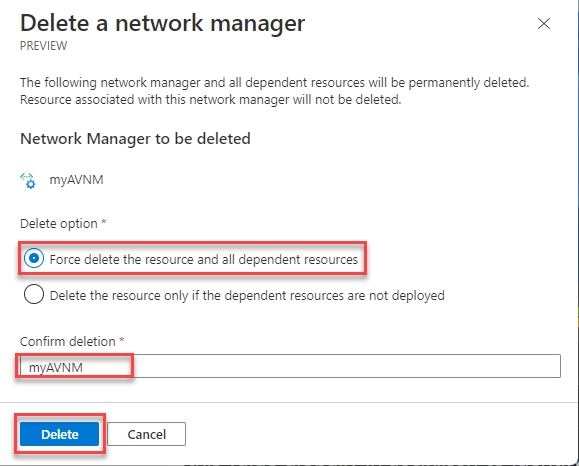 Delete a network manager
PREVIEW
The following network manager and all dependent resources will be permanently deleted.
Resource associated with this network manager will not be deleted.
Network Manager to be deleted
myAVNM
Delete option *
Force delete the resource and all dependent resources
Delete the resource only if the dependent resources are not deployed
Confirm deletion *
myAVNM
Delete Cancel